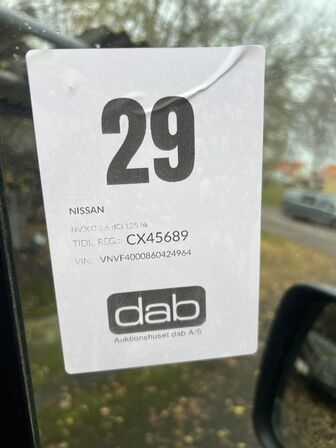 29
NISSAN
NV300 1.6 dCi 125 hk
TIDL. REG.: CX45689
VIN: VNVF4000860424964
dab
Auktionshuset dab A/S